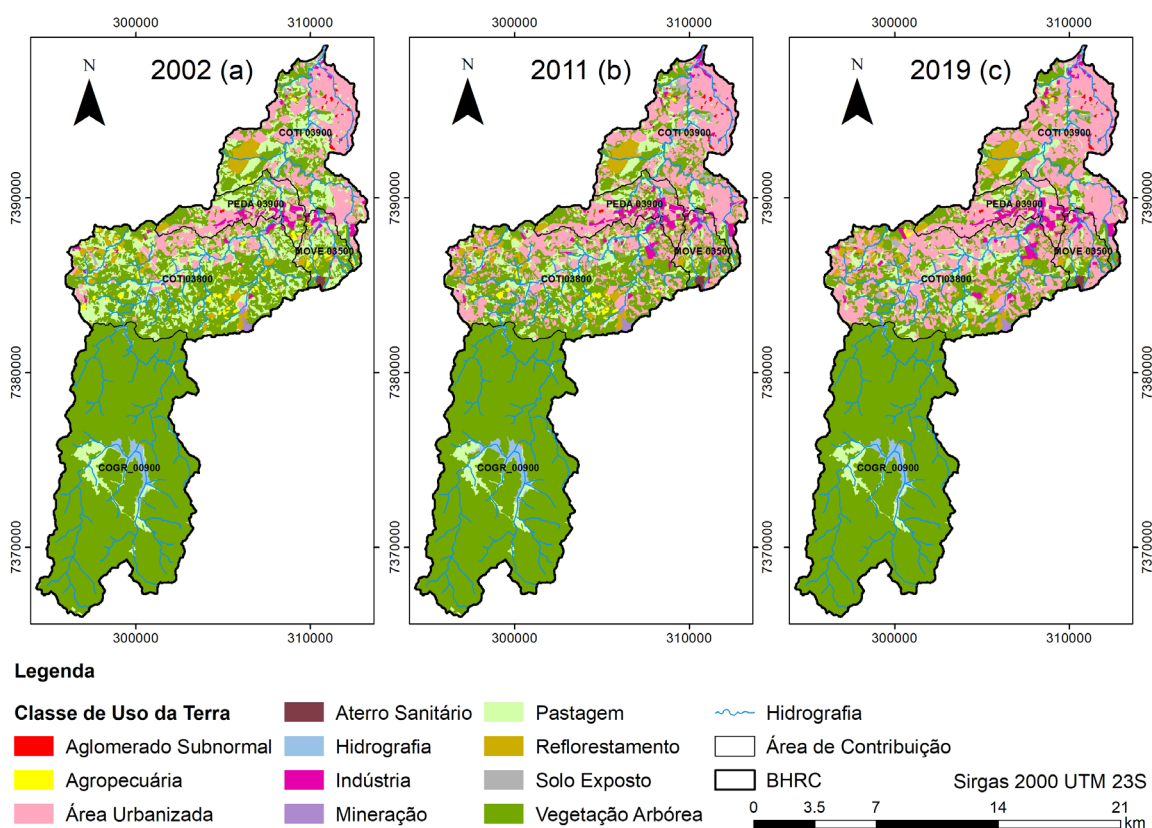 300000 310000 300000 310000 300000 310000
N 2002 (a) N 2011 (b) N 2019 (c)
COTI 03900 COTI 03900 COTI 03900
7390000 7390000
PEDA 03900 PEDA 03900 PEDA 03900
MOVE 03500 MOVE 03500 MOVE 03500
COTI03800 COTI 03800 COTI03800
7380000 7380000
COGR_00900 COGR_00900 COGR_00900
7370000 7370000
300000 310000 300000 310000 300000 310000
Legenda
Classe de Uso da Terra Aterro Sanitário Pastagem Hidrografia
Aglomerado Subnormal Hidrografia Reflorestamento Área de Contribuição
Agropecuária Indústria Solo Exposto BHRC Sirgas 2000 UTM 23S
Área Urbanizada Mineração Vegetação Arbórea 0 3.5 7 14 21
km